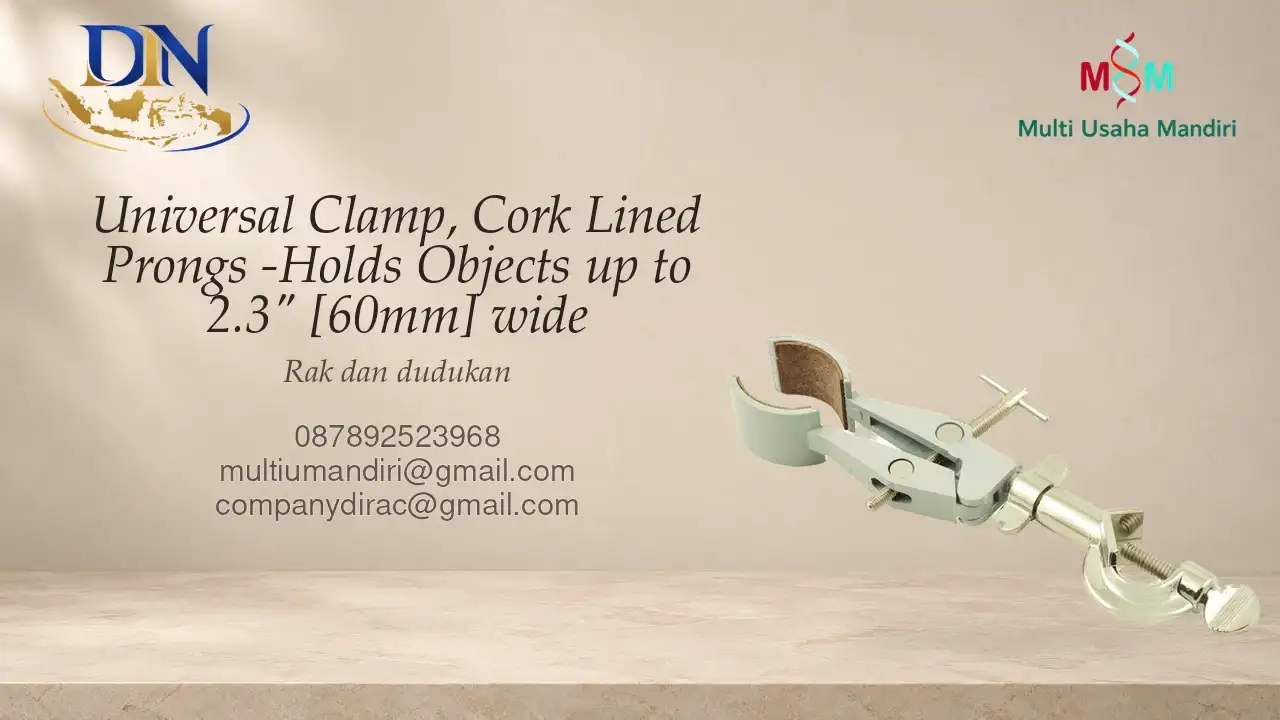 DN
MSM
Multi Usaha Mandiri
Universal Clamp, Cork Lined
Prongs -Holds Objects up to
2.3" [60mm] wide
Rak dan dudukan
087892523968
multiumandiri@gmail.com
companydirac@gmail.com